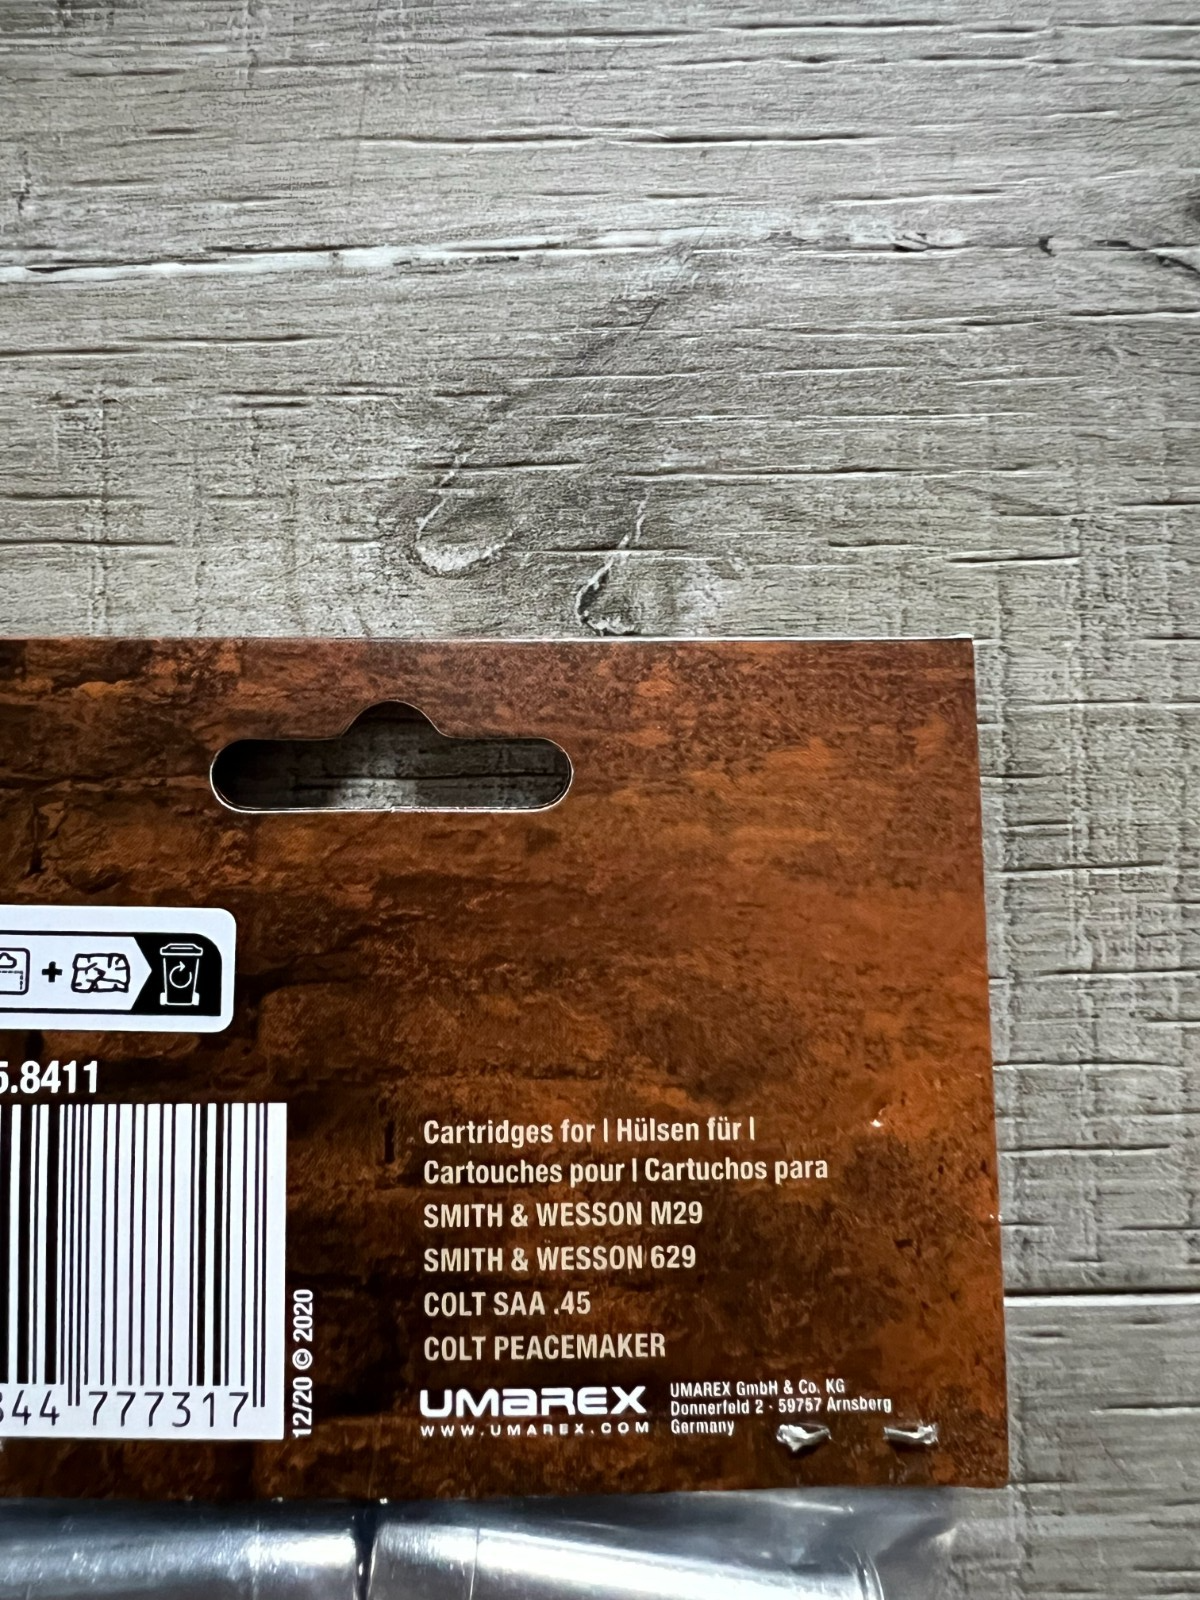 5.8411
344 777317
12/20 © 2020
Cartridges for | Hülsen für |
Cartouches pour | Cartuchos para
SMITH & WESSON M29
SMITH & WESSON 629
COLT SAA .45
COLT PEACEMAKER
UMAREX
WWW.UMAREX.COM
UMAREX GmbH & Co. KG
Donnerfeld 2 · 59757 Arnsberg
Germany